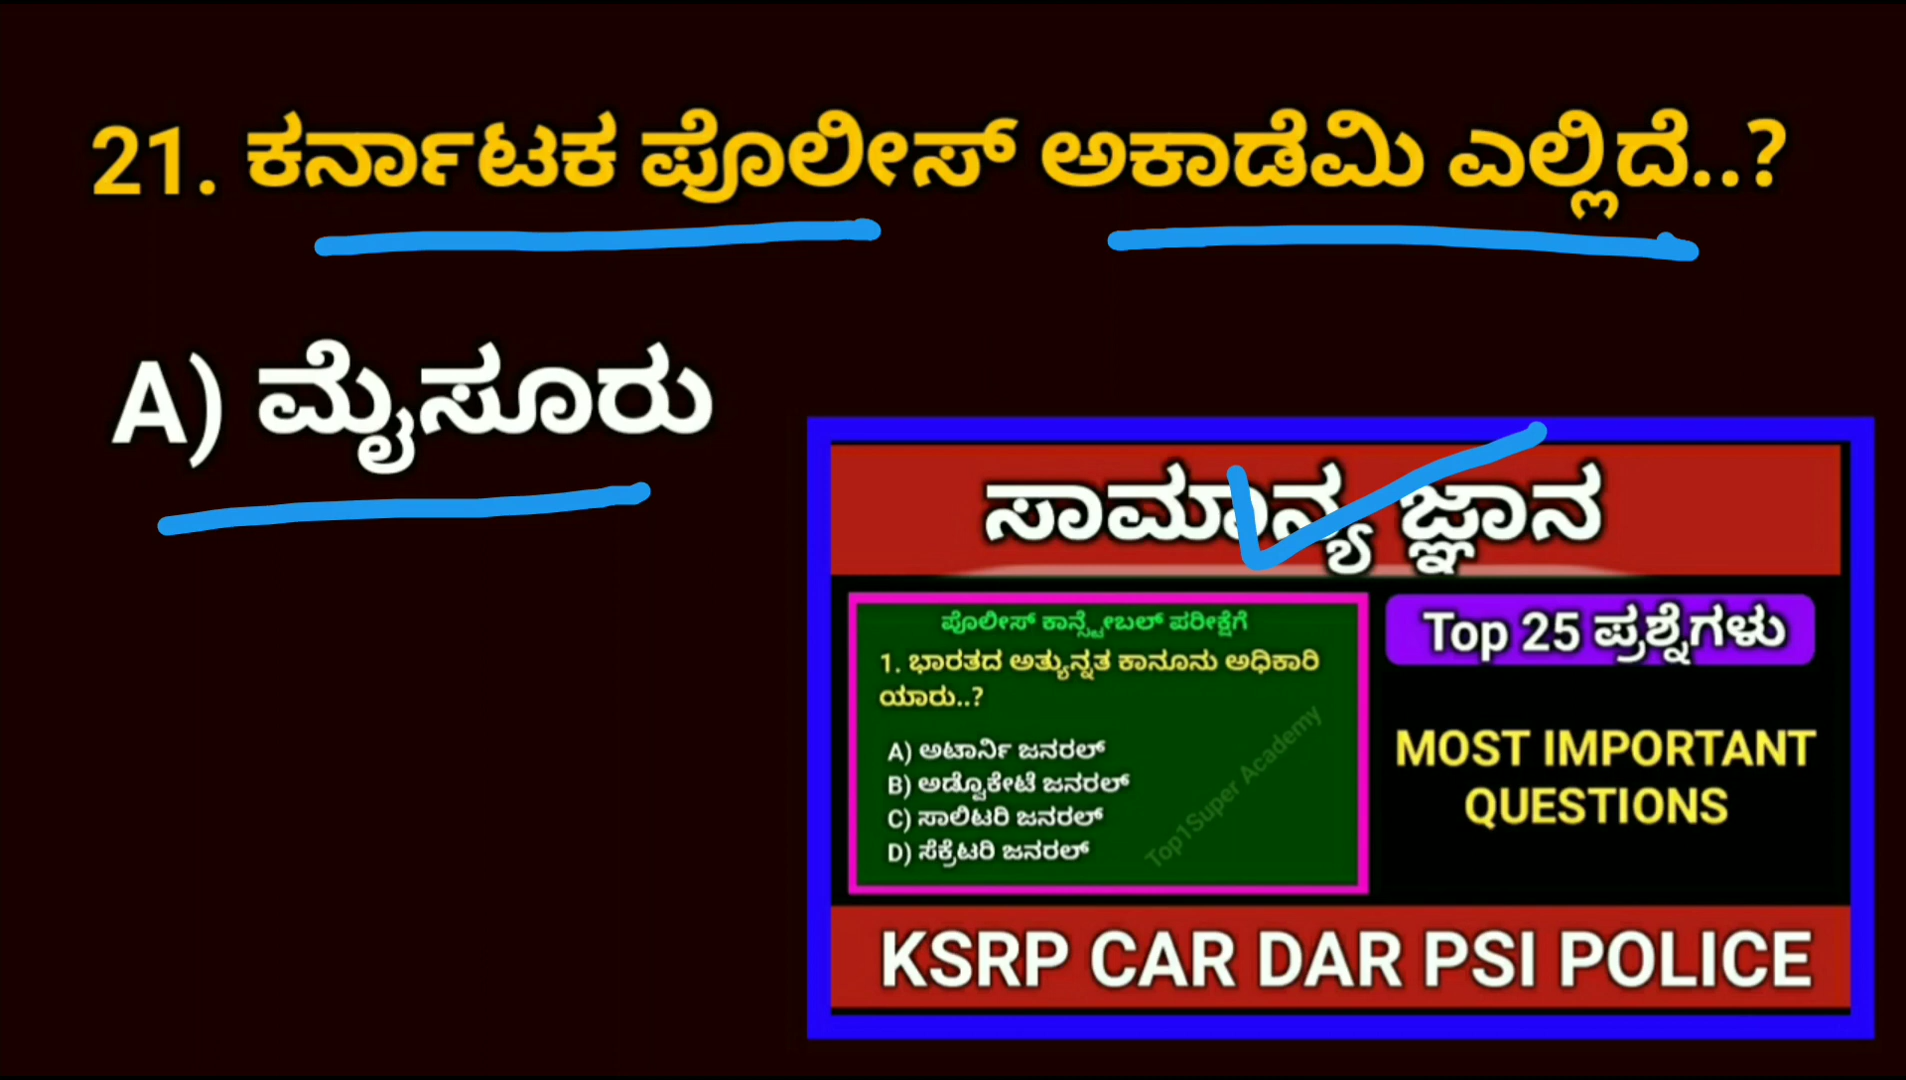 21. ಕರ್ನಾಟಕ ಪೊಲೀಸ್ ಅಕಾಡೆಮಿ ಎಲ್ಲಿದೆ..?
A) ಮೈಸೂರು
ಸಾಮಾನ್ಯ ಜ್ಞಾನ
ಪೊಲೀಸ್ ಕಾನ್ಸ್ಟೇಬಲ್ ಪರೀಕ್ಷೆಗೆ
1. ಭಾರತದ ಅತ್ಯುನ್ನತ ಕಾನೂನು ಅಧಿಕಾರಿ
ಯಾರು..?
A) ಅಟಾರ್ನಿ ಜನರಲ್
B) ಅಡ್ವೊಕೇಟೆ ಜನರಲ್
C) ಸಾಲಿಟರಿ ಜನರಲ್
D) ಸೆಕ್ರೆಟರಿ ಜನರಲ್
Top1Super Academy
Top 25 ಪ್ರಶ್ನೆಗಳು
MOST IMPORTANT
QUESTIONS
KSRP CAR DAR PSI POLICE